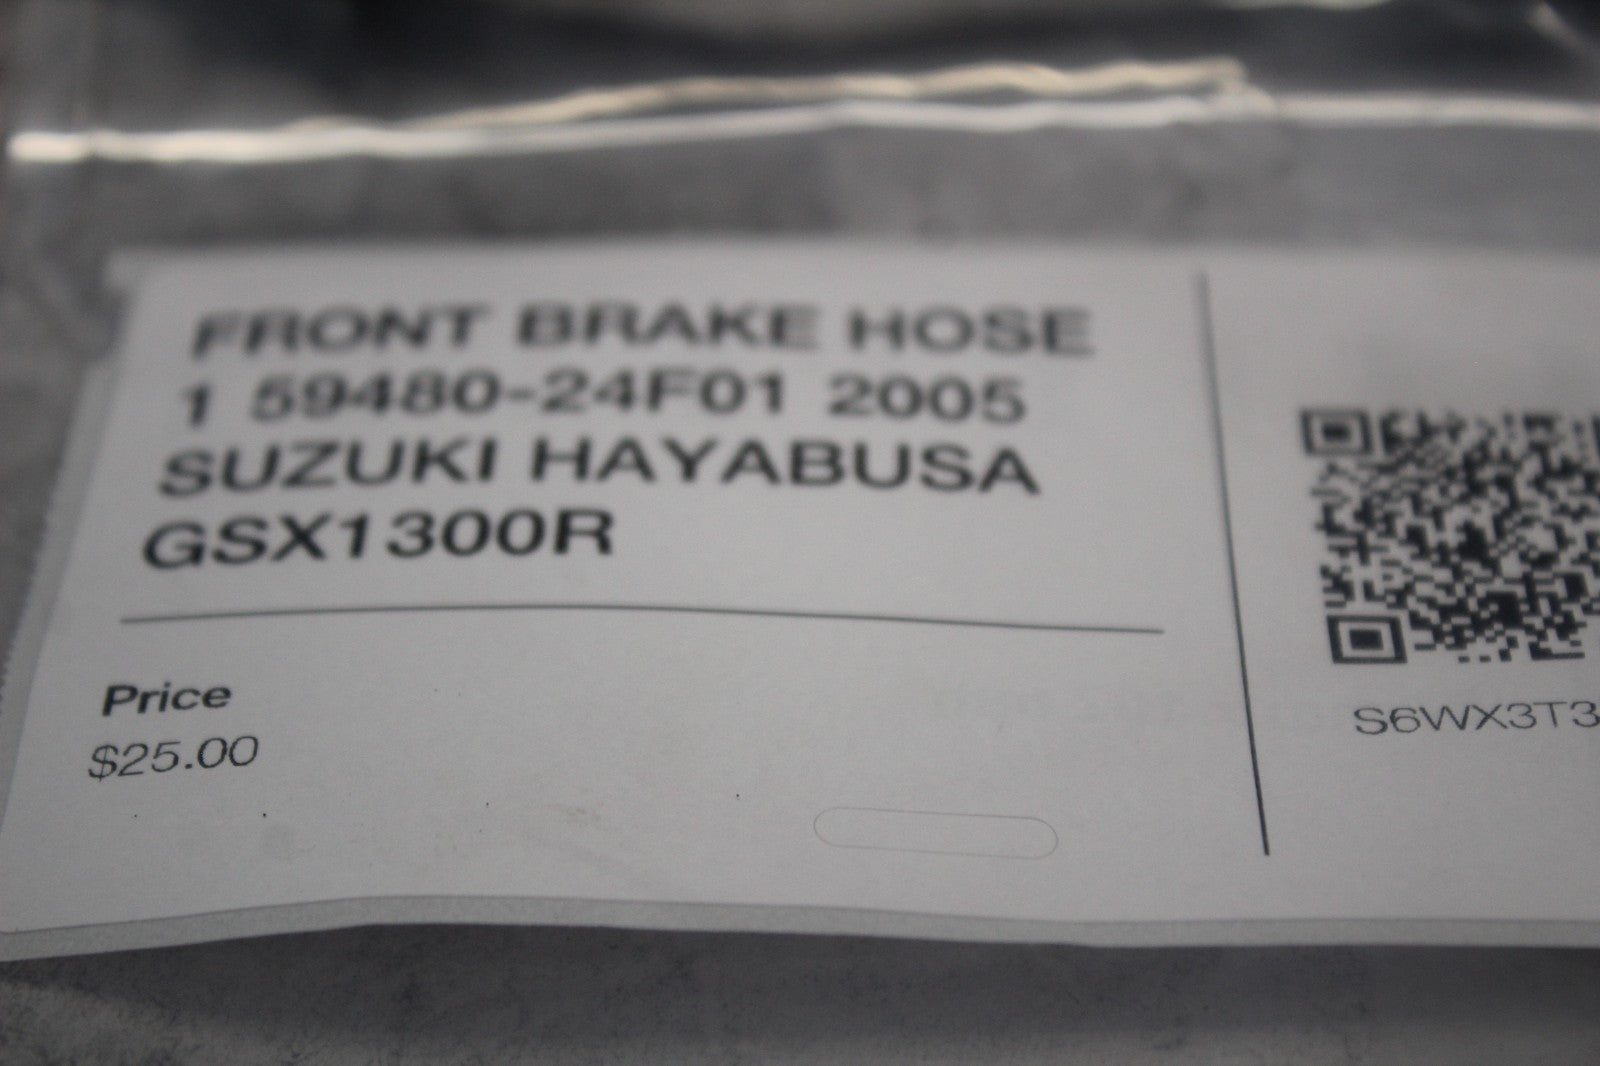 FRONT BRAKE HOSE
1 59480-24F01 2005
SUZUKI HAYABUSA
GSX1300R
Price
$25.00
S6WX3T3